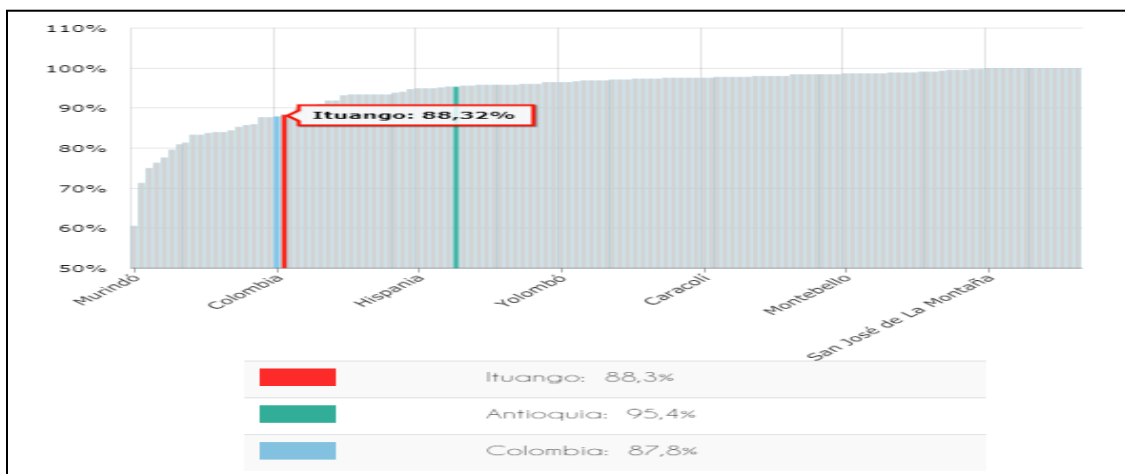 110%
100%
90%
80%
70%
60%
50%
Ituango: 88,32%
Murindó
Colombia
Hispania
Yolombó
Caracolí
Montebello
San José de La Montaña
Ituango: 88,3%
Antioquia: 95,4%
Colombia: 87,8%